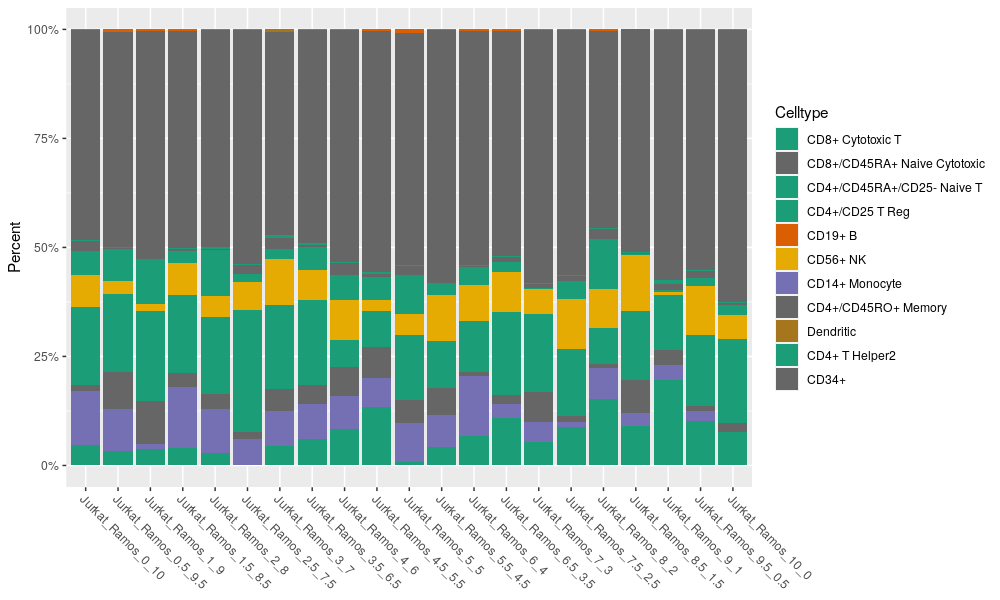 100%
75%
50%
25%
0%
Percent
Jurkat_Ramos_0_10
Jurkat_Ramos_0.5_9.5
Jurkat_Ramos_1_9
Jurkat_Ramos_1.5_8.5
Jurkat_Ramos_2_8
Jurkat_Ramos_2.5_7.5
Jurkat_Ramos_3_7
Jurkat_Ramos_3.5_6.5
Jurkat_Ramos_4_6
Jurkat_Ramos_4.5_5.5
Jurkat_Ramos_5_5
Jurkat_Ramos_5.5_4.5
Jurkat_Ramos_6_4
Jurkat_Ramos_6.5_3.5
Jurkat_Ramos_7_3
Jurkat_Ramos_7.5_2.5
Jurkat_Ramos_8_2
Jurkat_Ramos_8.5_1.5
Jurkat_Ramos_9_1
Jurkat_Ramos_9.5_0.5
Jurkat_Ramos_10_0
Celltype
CD8+ Cytotoxic T
CD8+/CD45RA+ Naive Cytotoxic
CD4+/CD45RA+/CD25- Naive T
CD4+/CD25 T Reg
CD19+ B
CD56+ NK
CD14+ Monocyte
CD4+/CD45RO+ Memory
Dendritic
CD4+ T Helper2
CD34+